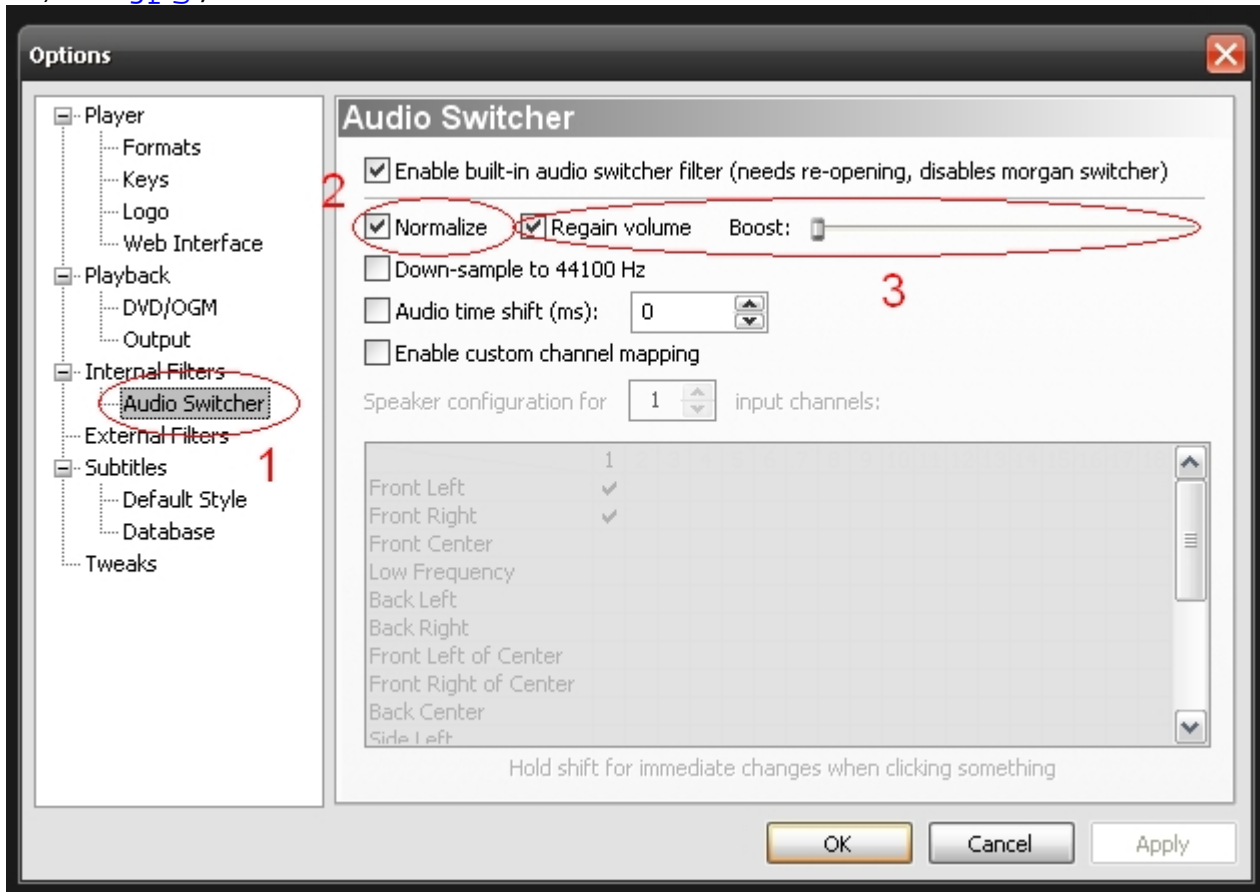 Options
Player
Formats
Keys
Logo
Web Interface
Playback
DVD/OGM
Output
Internal Filters
Audio Switcher
External Filters
Subtitles
Default Style
Database
Tweaks
1
Audio Switcher
Enable built-in audio switcher filter (needs re-opening, disables morgan switcher)
2
Normalize Regain volume Boost:
3
Down-sample to 44100 Hz
Audio time shift (ms): 0
Enable custom channel mapping
Speaker configuration for 1 input channels:
1
Front Left
Front Right
Front Center
Low Frequency
Back Left
Back Right
Front Left of Center
Front Right of Center
Back Center
Side Left
Hold shift for immediate changes when clicking something
OK Cancel Apply